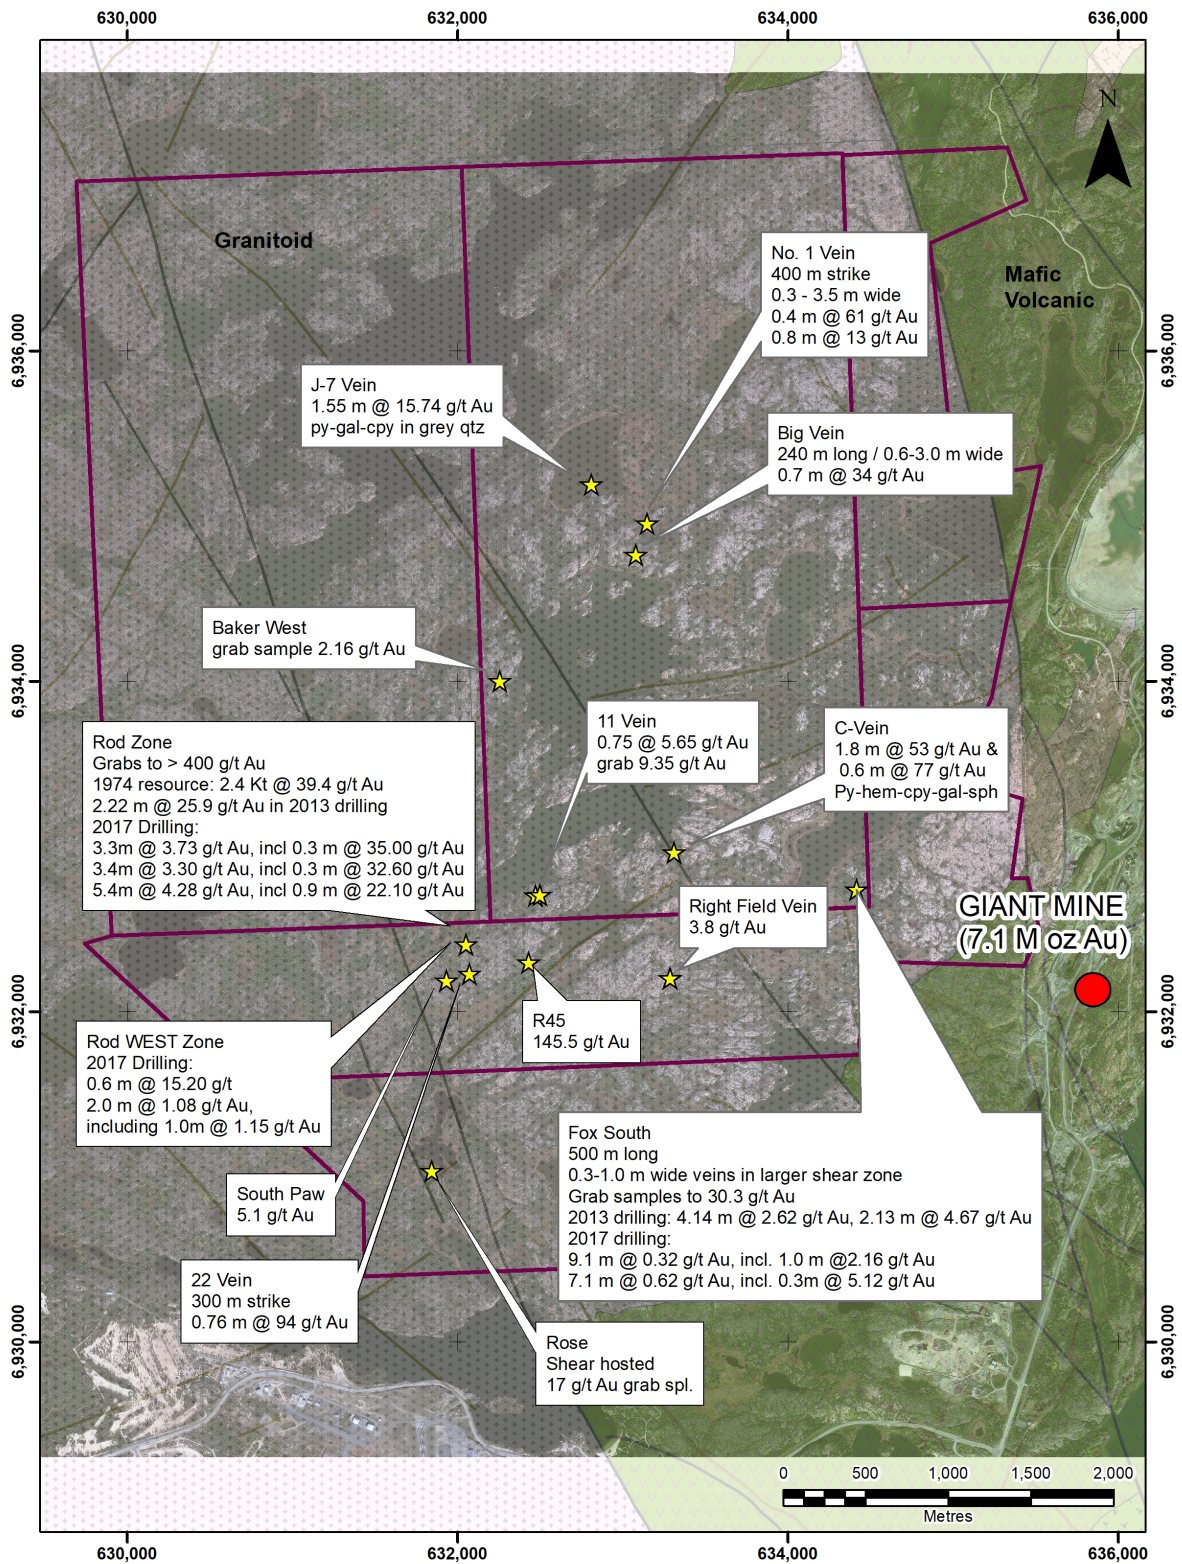 630,000
632,000
634,000
636,000
N
Granitoid
Mafic
Volcanic
No. 1 Vein
400 m strike
0.3 - 3.5 m wide
0.4 m @ 61 g/t Au
0.8 m @ 13 g/t Au
6,936,000
6,936,000
J-7 Vein
1.55 m @ 15.74 g/t Au
py-gal-cpy in grey qtz
Big Vein
240 m long / 0.6-3.0 m wide
0.7 m @ 34 g/t Au
Baker West
grab sample 2.16 g/t Au
6,934,000
6,934,000
Rod Zone
Grabs to > 400 g/t Au
1974 resource: 2.4 Kt @ 39.4 g/t Au
2.22 m @ 25.9 g/t Au in 2013 drilling
2017 Drilling:
3.3m @ 3.73 g/t Au, incl 0.3 m @ 35.00 g/t Au
3.4m @ 3.30 g/t Au, incl 0.3 m @ 32.60 g/t Au
5.4m @ 4.28 g/t Au, incl 0.9 m @ 22.10 g/t Au
11 Vein
0.75 @ 5.65 g/t Au
grab 9.35 g/t Au
C-Vein
1.8 m @ 53 g/t Au &
0.6 m @ 77 g/t Au
Py-hem-cpy-gal-sph
Right Field Vein
3.8 g/t Au
GIANT MINE
(7.1 M oz Au)
6,932,000
6,932,000
R45
145.5 g/t Au
Rod WEST Zone
2017 Drilling:
0.6 m @ 15.20 g/t
2.0 m @ 1.08 g/t Au,
including 1.0m @ 1.15 g/t Au
South Paw
5.1 g/t Au
Fox South
500 m long
0.3-1.0 m wide veins in larger shear zone
Grab samples to 30.3 g/t Au
2013 drilling: 4.14 m @ 2.62 g/t Au, 2.13 m @ 4.67 g/t Au
2017 drilling:
9.1 m @ 0.32 g/t Au, incl. 1.0 m @2.16 g/t Au
7.1 m @ 0.62 g/t Au, incl. 0.3m @ 5.12 g/t Au
22 Vein
300 m strike
0.76 m @ 94 g/t Au
6,930,000
6,930,000
Rose
Shear hosted
17 g/t Au grab spl.
0 500 1,000 1,500 2,000
Metres
630,000
632,000
634,000
636,000